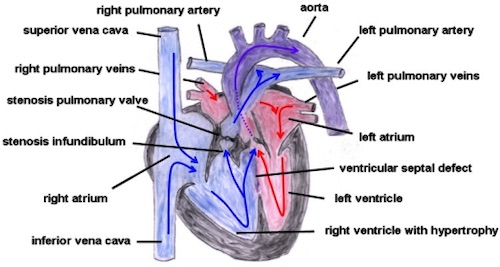 right pulmonary artery
aorta
superior vena cava
left pulmonary artery
right pulmonary veins
left pulmonary veins
stenosis pulmonary valve
stenosis infundibulum
left atrium
ventricular septal defect
right atrium
left ventricle
right ventricle with hypertrophy
inferior vena cava